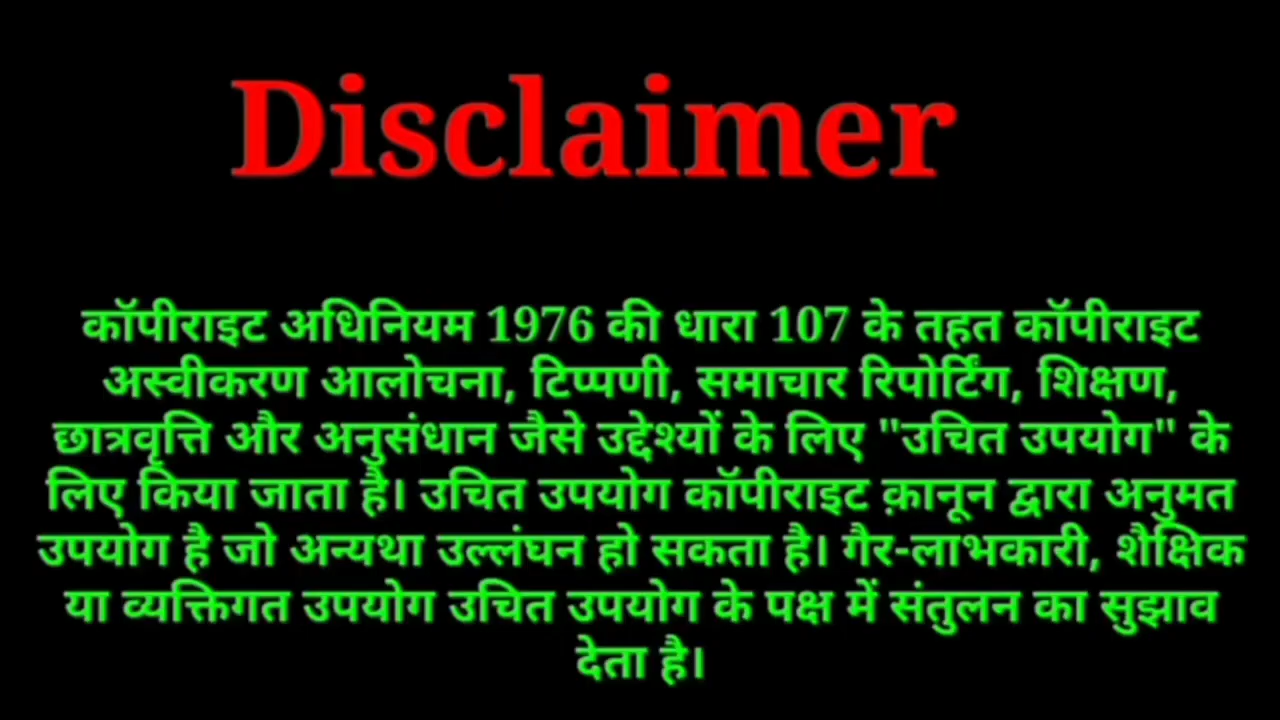 Disclaimer
कॉपीराइट अधिनियम 1976 की धारा 107 के तहत कॉपीराइट
अस्वीकरण आलोचना, टिप्पणी, समाचार रिपोर्टिंग, शिक्षण,
छात्रवृत्ति और अनुसंधान जैसे उद्देश्यों के लिए "उचित उपयोग" के
लिए किया जाता है। उचित उपयोग कॉपीराइट क़ानून द्वारा अनुमत
उपयोग है जो अन्यथा उल्लंघन हो सकता है। गैर-लाभकारी, शैक्षिक
या व्यक्तिगत उपयोग उचित उपयोग के पक्ष में संतुलन का सुझाव
देता है।